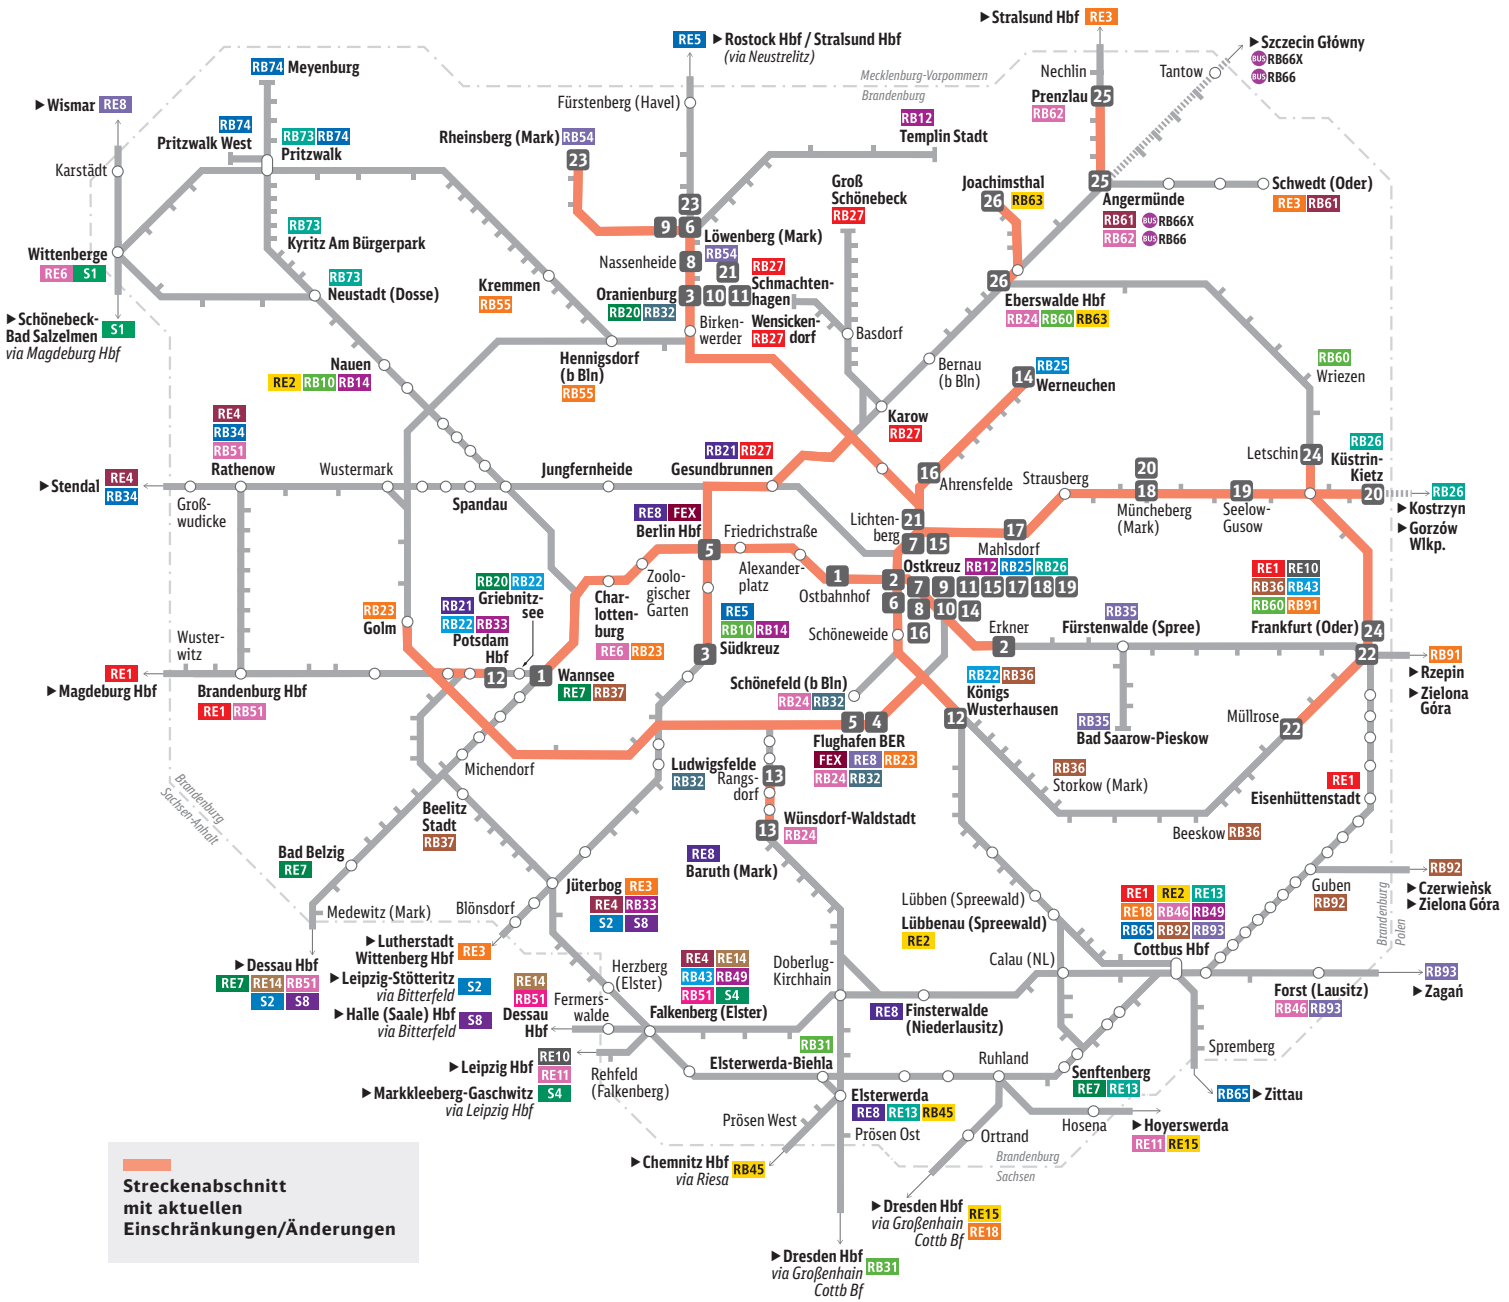 Stralsund Hbf RE3
RE5 Rostock Hbf / Stralsund Hbf
(via Neustrelitz)
Szczecin Główny
BUS RB66X
BUS RB66
Tantow
Nechlin
Prenzlau 25
RB62
Mecklenburg-Vorpommern
Brandenburg
RB74 Meyenburg
Wismar RE8
Fürstenberg (Havel)
RB12
Templin Stadt
RB74
Pritzwalk West
RB73 RB74
Pritzwalk
Rheinsberg (Mark) RB54
23
Karstädt
Groß
Schönebeck
RB27
Joachimsthal
26 RB63
25
Angermünde
RB61 BUS RB66X
RB62 BUS RB66
Schwedt (Oder)
RE3 RB61
23
9 6
Löwenberg (Mark)
RB54
RB73
Kyritz Am Bürgerpark
Wittenberge
RE6 S1
Nassenheide 8
21
RB27
Schmachten-
hagen
RB73
Neustadt (Dosse)
Kremmen
RB55
Oranienburg 3 10 11
RB20 RB32
26
Eberswalde Hbf
RB24 RB60 RB63
Schönebeck-
Bad Salzelmen S1
via Magdeburg Hbf
Birken-
werder
Wensicken-
RB27 dorf
Basdorf
Nauen
RE2 RB10 RB14
Hennigsdorf
(b Bln)
RB55
Bernau
(b Bln)
RB25
14 Werneuchen
RB60
Wriezen
Karow
RB27
RE4
RB34
RB51
Rathenow
Wustermark
Jungfernheide
RB21 RB27
Gesundbrunnen
16
Ahrensfelde
Strausberg
20
18
Müncheberg
(Mark)
19
Seelow-
Gusow
Letschin 24
RB26
Küstrin-
Kietz
20
RB26
Kostrzyn
Gorzów
Wlkp.
Stendal RE4
RB34
Groß-
wudicke
Spandau
RE8 FEX
Berlin Hbf
5
Friedrichstraße
Lichten-
berg
21
7 15
17
Mahlsdorf
Zoolo-
gischer
Garten
Alexander-
platz
1
Ostbahnhof
Ostkreuz RB12 RB25 RB26
2 7 9 11 15 17 18 19
6 8 10 14
16
RE1 RE10
RB36 RB43
RB60 RB91
Frankfurt (Oder) 24
22
RB20 RB22
Griebnitz-
see
RB21
RB22 RB33
Potsdam
Hbf
12
RB23
Golm
Char-
lotten-
burg
RE6 RB23
RE5
RB10 RB14
Südkreuz
3
Schöneweide
Erkner
2
RB35
Fürstenwalde (Spree)
RB91
Rzepin
Zielona
Góra
Wuster-
witz
RE1
Magdeburg Hbf
Brandenburg Hbf
RE1 RB51
1 Wannsee
RE7 RB37
Schönefeld (b Bln)
RB24 RB32
RB22 RB36
Königs
Wusterhausen
12
RB35
Bad Saarow-Pieskow
Müllrose
22
5 4
Flughafen BER
FEX RE8 RB23
RB24 RB32
Michendorf
Ludwigsfelde
RB32
Rangs-
dorf
13
RB36
Storkow (Mark)
RE1
Eisenhüttenstadt
Brandenburg
Sachsen-Anhalt
Beelitz
Stadt
RB37
13
Wünsdorf-Waldstadt
RB24
Beeskow RB36
Bad Belzig
RE7
RE8
Baruth (Mark)
RB92
Czerwieńsk
Zielona Góra
Guben
RB92
Medewitz (Mark)
Blönsdorf
Jüterbog RE3
RE4 RB33
S2 S8
Lübben (Spreewald)
Lübbenau (Spreewald)
RE2
RE1 RE2 RE13
RE18 RB46 RB49
RB65 RB92 RB93
Cottbus Hbf
Brandenburg
Polen
Dessau Hbf
RE7 RE14 RB51
S2 S8
Lutherstadt
Wittenberg Hbf RE3
Leipzig-Stötteritz S2
via Bitterfeld
Halle (Saale) Hbf S8
via Bitterfeld
RE14
RB51
Dessau
Hbf
Herzberg
(Elster)
Fermers-
walde
RE4 RE14
RB43 RB49
RB51 S4
Falkenberg (Elster)
Doberlug-
Kirchhain
Calau (NL)
RE8 Finsterwalde
(Niederlausitz)
Forst (Lausitz)
RB46 RB93
RB93
Zagań
RE10
Leipzig Hbf RE11
Markkleeberg-Gaschwitz S4
via Leipzig Hbf
Rehfeld
(Falkenberg)
RB31
Elsterwerda-Biehla
Ruhland
Senftenberg
RE7 RE13
Spremberg
RB65 Zittau
Elsterwerda
RE8 RE13 RB45
Prösen West
Prösen Ost
Hosena
Hoyerswerda
RE11 RE15
Ortrand
Brandenburg
Sachsen
Chemnitz Hbf RB45
via Riesa
Dresden Hbf RE15
via Großenhain RE18
Cottb Bf
Dresden Hbf RB31
via Großenhain
Cottb Bf
Streckenabschnitt
mit aktuellen
Einschränkungen/Änderungen